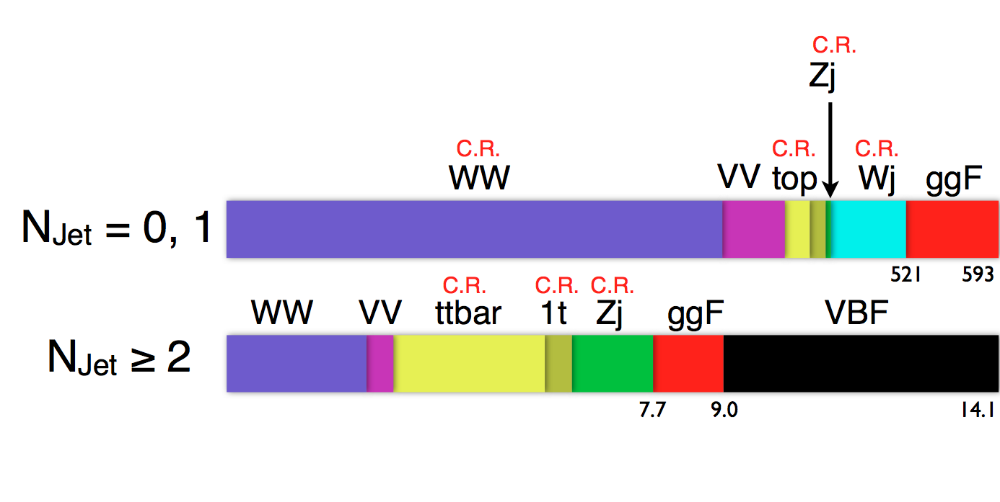 C.R.
Zj
C.R. C.R. C.R.
WW VV top Wj ggF
NJet = 0, 1
521 593
C.R. C.R. C.R.
WW VV ttbar 1t Zj ggF VBF
NJet ≥ 2
7.7 9.0 14.1